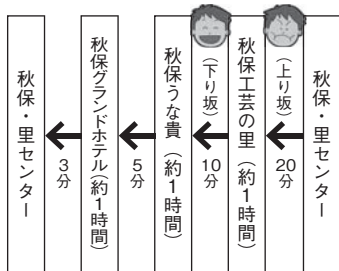 秋保・里センター
(上り坂)
20分
秋保工芸の里(約1時間)
(下り坂)
10分
秋保うな貴(約1時間)
5分
秋保グランドホテル(約1時間)
3分
秋保・里センター